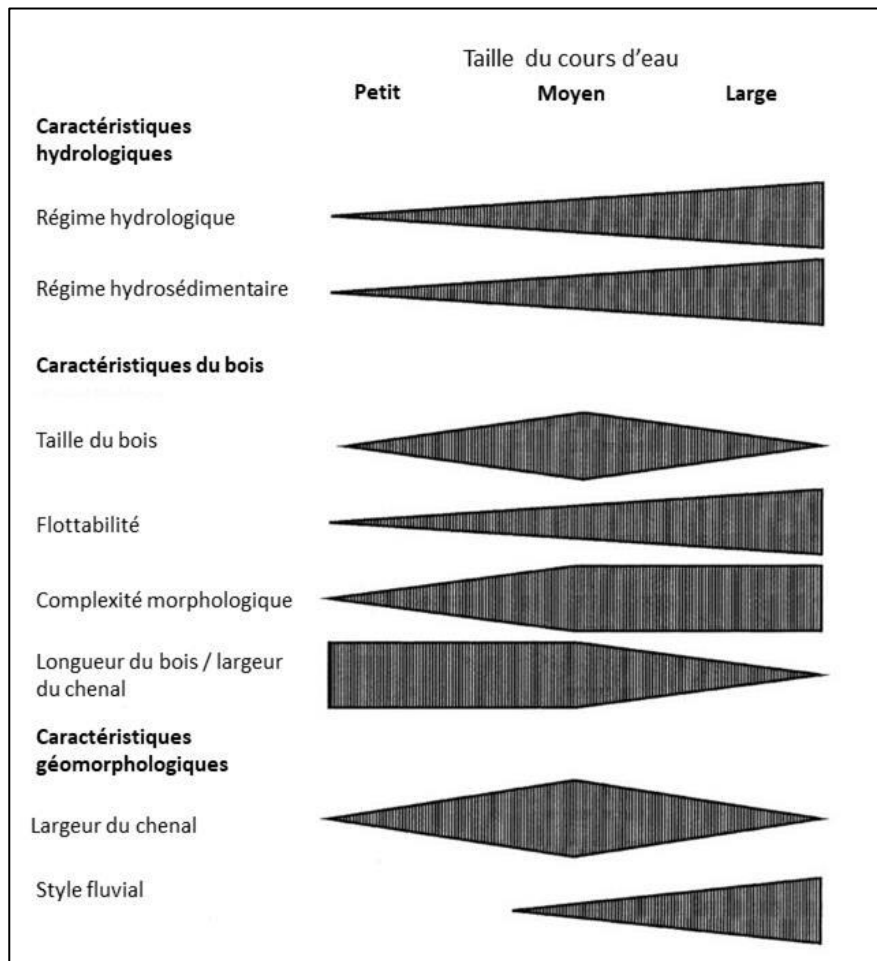 Taille du cours d'eau
Petit Moyen Large
Caractéristiques
hydrologiques
Régime hydrologique
Régime hydrosédimentaire
Caractéristiques du bois
Taille du bois
Flottabilité
Complexité morphologique
Longueur du bois / largeur
du chenal
Caractéristiques
géomorphologiques
Largeur du chenal
Style fluvial